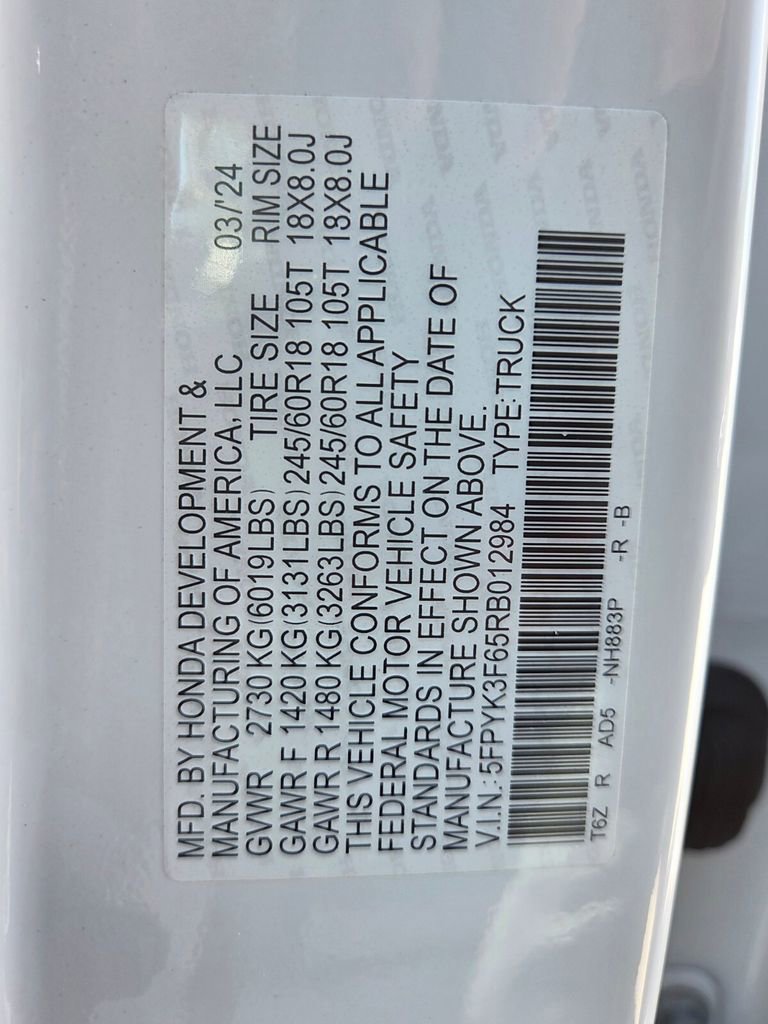 MFD. BY HONDA DEVELOPMENT &
MANUFACTURING OF AMERICA, LLC 03/'24
GVWR 2730 KG(6019LBS) TIRE SIZE RIM SIZE
GAWR F 1420 KG(3131LBS) 245/60R18 105T 18X8.0J
GAWR R 1480 KG(3263LBS) 245/60R18 105T 18X8.0J
THIS VEHICLE CONFORMS TO ALL APPLICABLE
FEDERAL MOTOR VEHICLE SAFETY
STANDARDS IN EFFECT ON THE DATE OF
MANUFACTURE SHOWN ABOVE.
V.I.N.: 5FPYK3F65RB012984 TYPE: TRUCK
T6Z R AD5 -NH883P -R -B